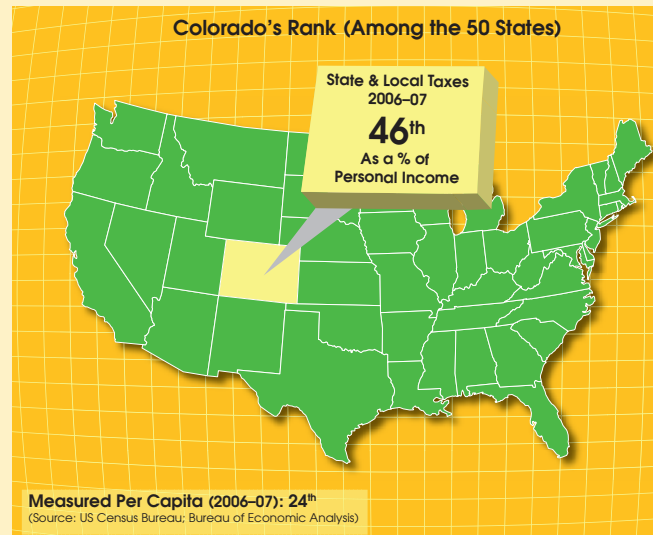 Colorado’s Rank (Among the 50 States)
State & Local Taxes
2006–07
46th
As a % of
Personal Income
Measured Per Capita (2006–07): 24th
(Source: US Census Bureau; Bureau of Economic Analysis)